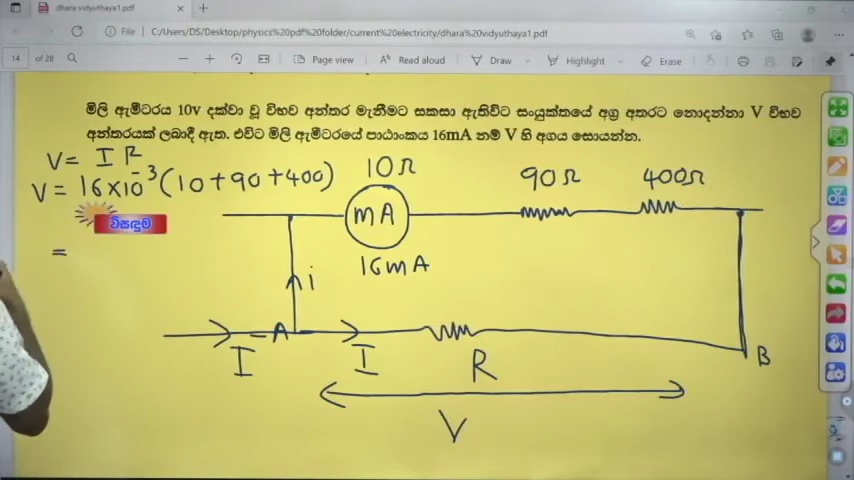 dhara vidyuthaya1.pdf
File C:/Users/DS/Desktop/physics%20pdf%20folder/current%20electricity/dhara%20vidyuthaya1.pdf
14 of 28 Page view Read aloud Draw Highlight Erase
මිලි ඇමීටරය 10v දක්වා වූ විභව අන්තර මැනීමට සකසා ඇතිවිට සංයුක්තයේ අග්‍ර අතරට නොදන්නා V විභව
අන්තරයක් ලබාදී ඇත. එවිට මිලි ඇමීටරයේ පාඨාංකය 16mA නම් V හි අගය සොයන්න.
V = I R
V = 16×10⁻³ (10+90+400)
විසඳුම
=
10Ω 90Ω 400Ω
mA
16mA
i
A
I I R B
V